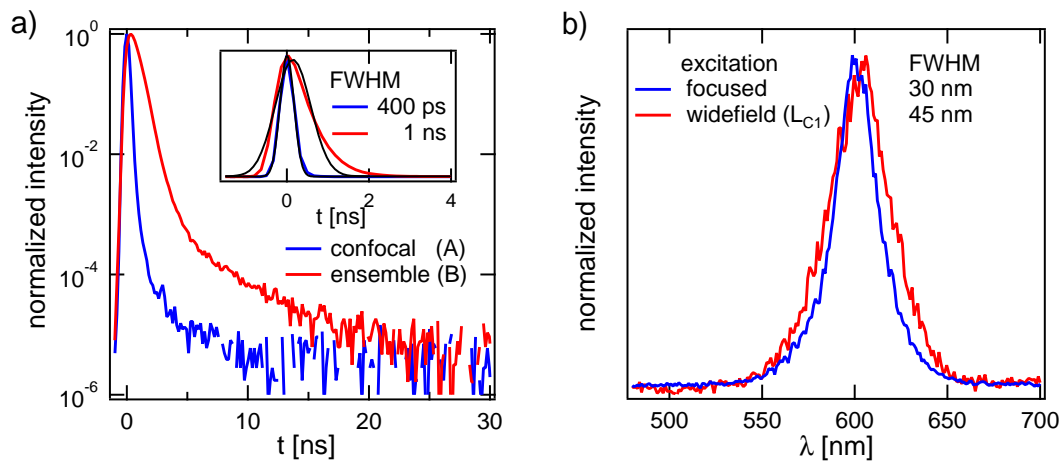 a)
normalized intensity
10^0
10^-2
10^-4
10^-6
0
10
20
30
t [ns]
FWHM
400 ps
1 ns
0
2
4
t [ns]
confocal (A)
ensemble (B)
b)
normalized intensity
excitation FWHM
focused 30 nm
widefield (L_C1) 45 nm
500
550
600
650
700
λ [nm]